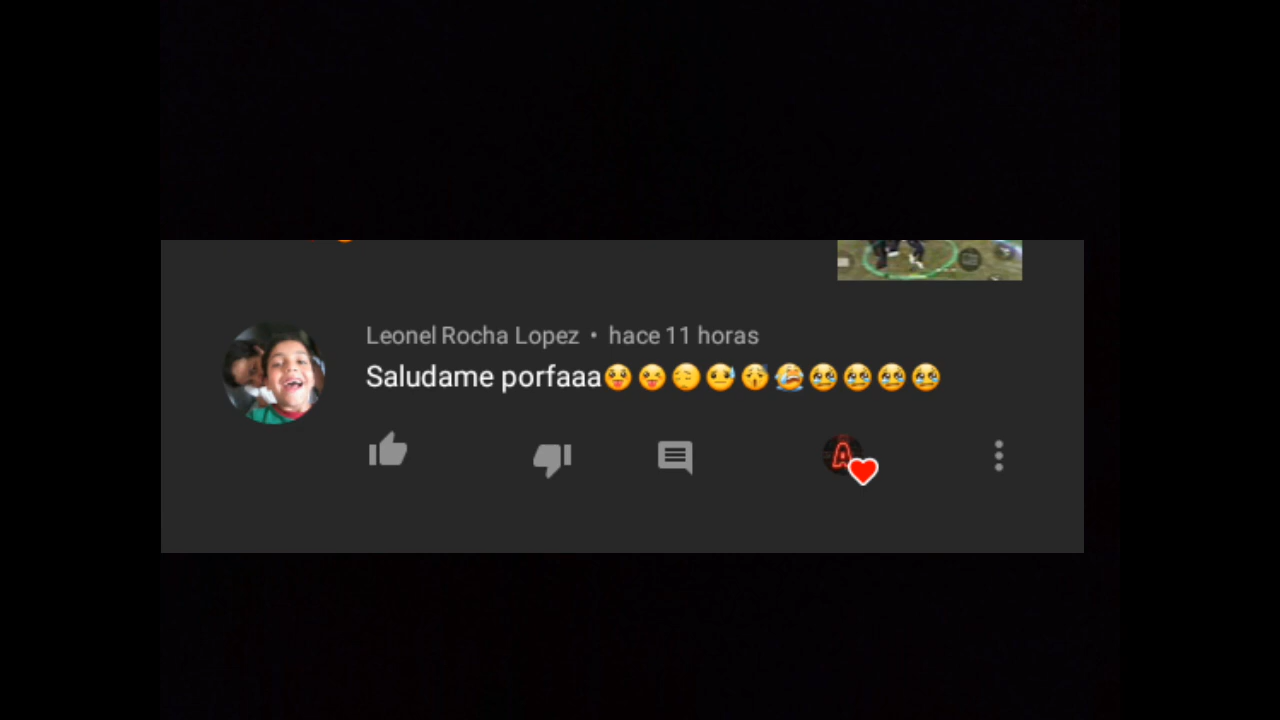 Leonel Rocha Lopez • hace 11 horas
Saludame porfaaa😛😝😔😓😫😭🥹🥹🥹🥹
A